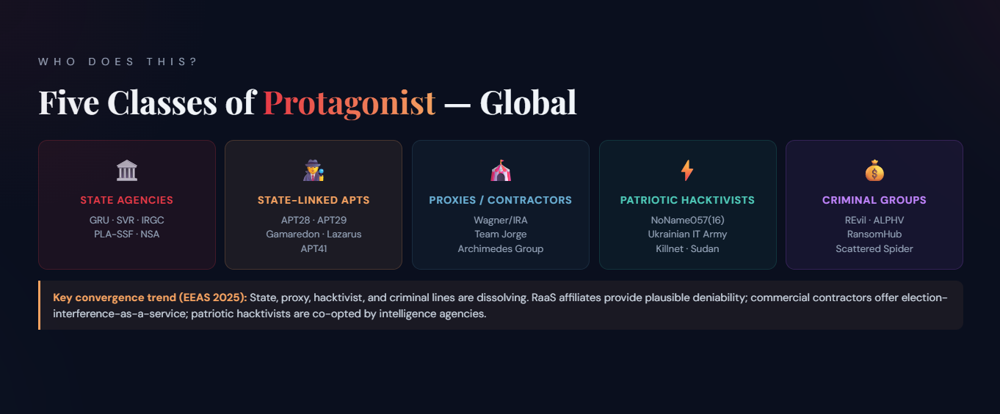 WHO DOES THIS?
Five Classes of Protagonist — Global
STATE AGENCIES
GRU · SVR · IRGC
PLA-SSF · NSA
STATE-LINKED APTS
APT28 · APT29
Gamaredon · Lazarus
APT41
PROXIES / CONTRACTORS
Wagner/IRA
Team Jorge
Archimedes Group
PATRIOTIC HACKTIVISTS
NoName057(16)
Ukrainian IT Army
Killnet · Sudan
CRIMINAL GROUPS
REvil · ALPHV
RansomHub
Scattered Spider
Key convergence trend (EEAS 2025): State, proxy, hacktivist, and criminal lines are dissolving. RaaS affiliates provide plausible deniability; commercial contractors offer election-
interference-as-a-service; patriotic hacktivists are co-opted by intelligence agencies.